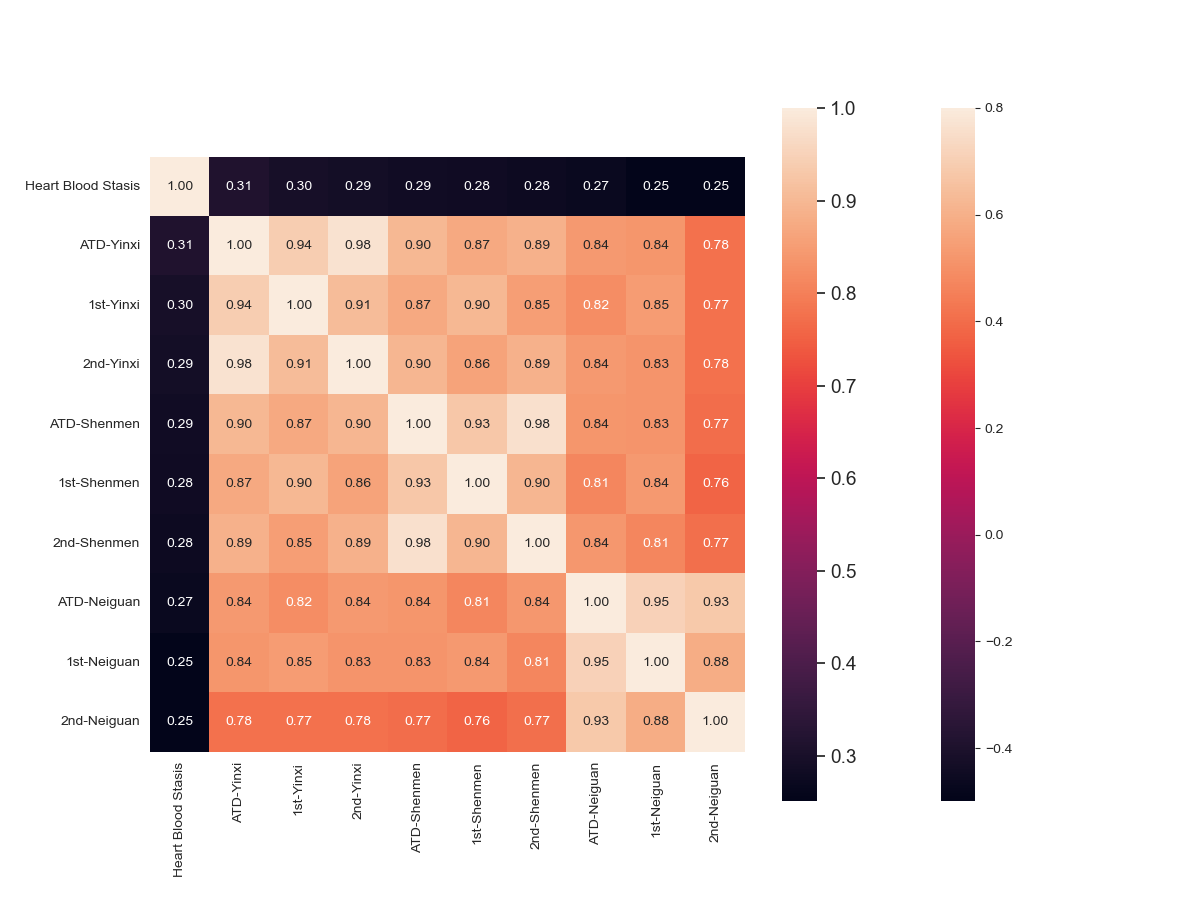 Heart Blood Stasis 1.00 0.31 0.30 0.29 0.29 0.28 0.28 0.27 0.25 0.25
ATD-Yinxi 0.31 1.00 0.94 0.98 0.90 0.87 0.89 0.84 0.84 0.78
1st-Yinxi 0.30 0.94 1.00 0.91 0.87 0.90 0.85 0.82 0.85 0.77
2nd-Yinxi 0.29 0.98 0.91 1.00 0.90 0.86 0.89 0.84 0.83 0.78
ATD-Shenmen 0.29 0.90 0.87 0.90 1.00 0.93 0.98 0.84 0.83 0.77
1st-Shenmen 0.28 0.87 0.90 0.86 0.93 1.00 0.90 0.81 0.84 0.76
2nd-Shenmen 0.28 0.89 0.85 0.89 0.98 0.90 1.00 0.84 0.81 0.77
ATD-Neiguan 0.27 0.84 0.82 0.84 0.84 0.81 0.84 1.00 0.95 0.93
1st-Neiguan 0.25 0.84 0.85 0.83 0.83 0.84 0.81 0.95 1.00 0.88
2nd-Neiguan 0.25 0.78 0.77 0.78 0.77 0.76 0.77 0.93 0.88 1.00
Heart Blood Stasis
ATD-Yinxi
1st-Yinxi
2nd-Yinxi
ATD-Shenmen
1st-Shenmen
2nd-Shenmen
ATD-Neiguan
1st-Neiguan
2nd-Neiguan
1.0
0.9
0.8
0.7
0.6
0.5
0.4
0.3
0.8
0.6
0.4
0.2
0.0
−0.2
−0.4